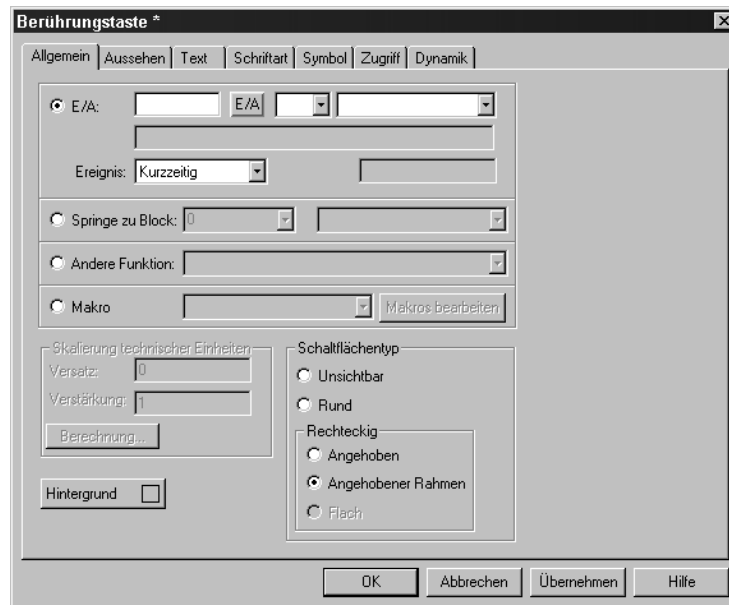 Berührungstaste *
Allgemein Aussehen Text Schriftart Symbol Zugriff Dynamik
E/A: E/A
Ereignis: Kurzzeitig
Springe zu Block: 0
Andere Funktion:
Makro Makros bearbeiten
Skalierung technischer Einheiten
Versatz: 0
Verstärkung: 1
Berechnung...
Hintergrund
Schaltflächentyp
Unsichtbar
Rund
Rechteckig
Angehoben
Angehobener Rahmen
Flach
OK Abbrechen Übernehmen Hilfe